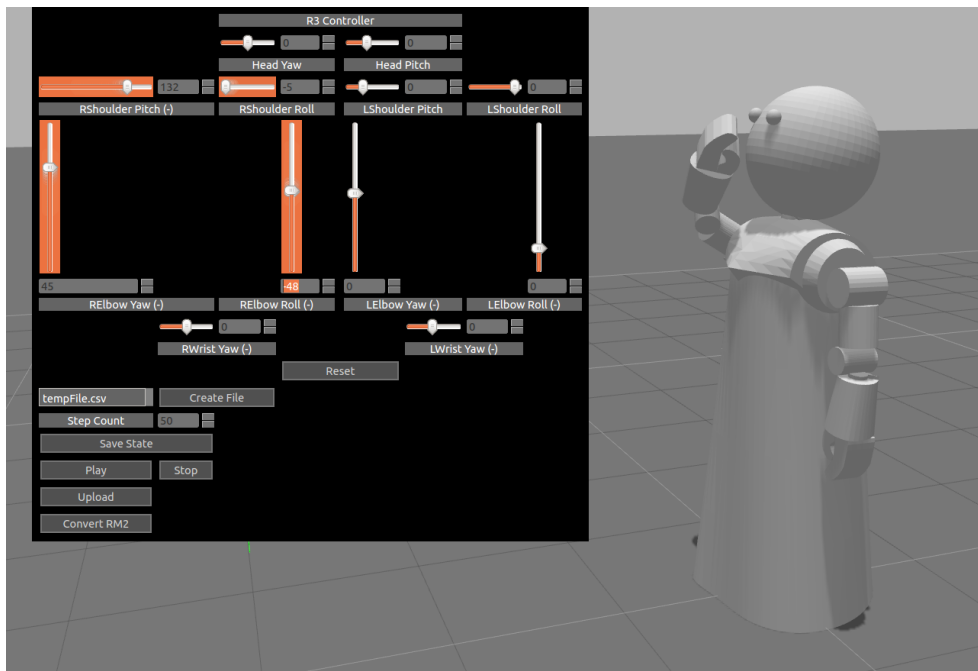 R3 Controller
0 0
Head Yaw Head Pitch
132 -5 0 0
RShoulder Pitch (-) RShoulder Roll LShoulder Pitch LShoulder Roll
45 -48 0 0
RElbow Yaw (-) RElbow Roll (-) LElbow Yaw (-) LElbow Roll (-)
0 0
RWrist Yaw (-) LWrist Yaw (-)
Reset
tempFile.csv Create File
Step Count 50
Save State
Play Stop
Upload
Convert RM2